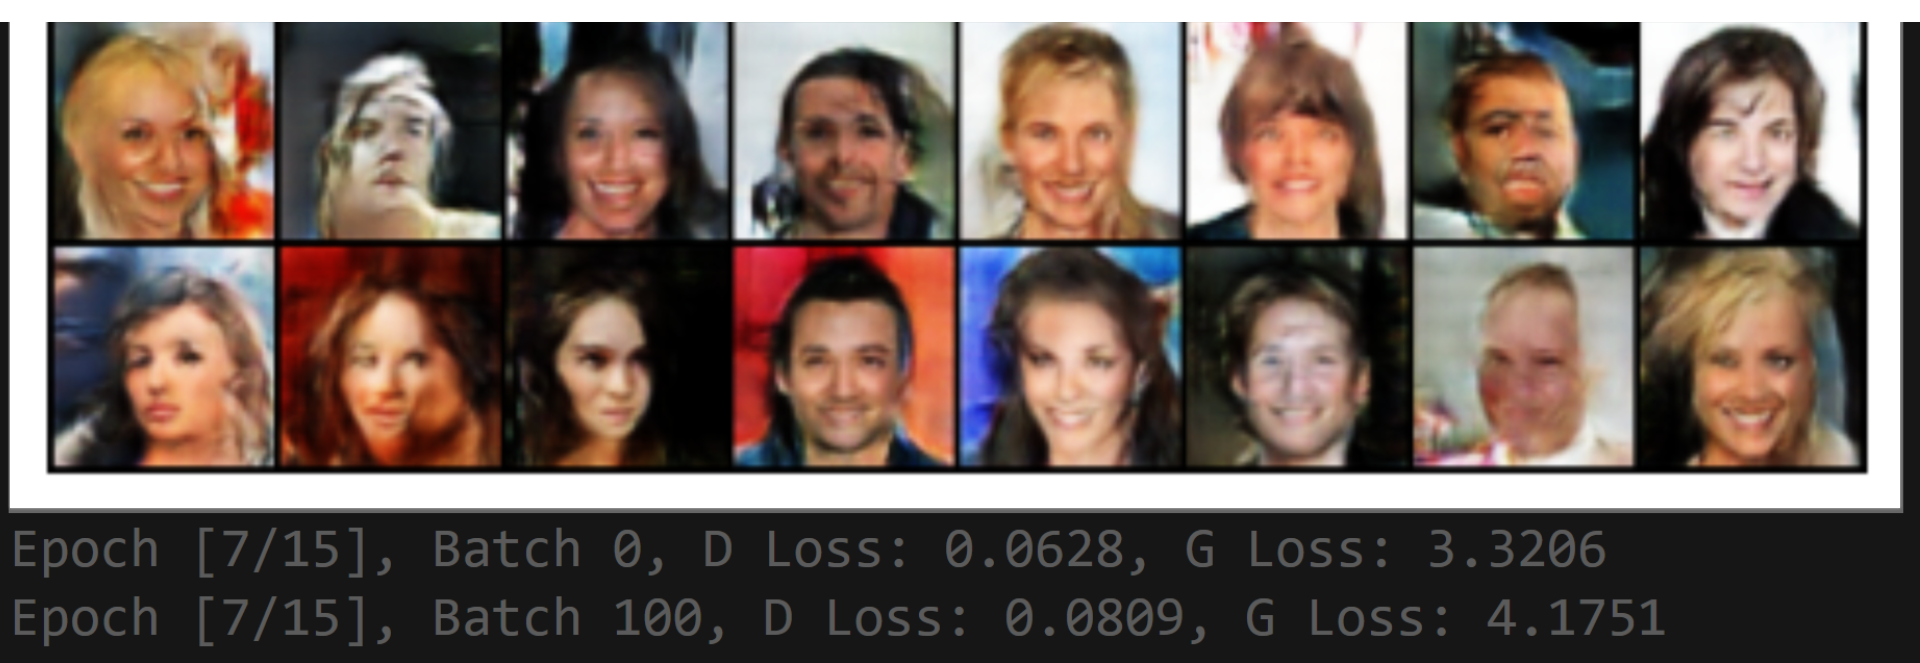 Epoch [7/15], Batch 0, D Loss: 0.0628, G Loss: 3.3206
Epoch [7/15], Batch 100, D Loss: 0.0809, G Loss: 4.1751